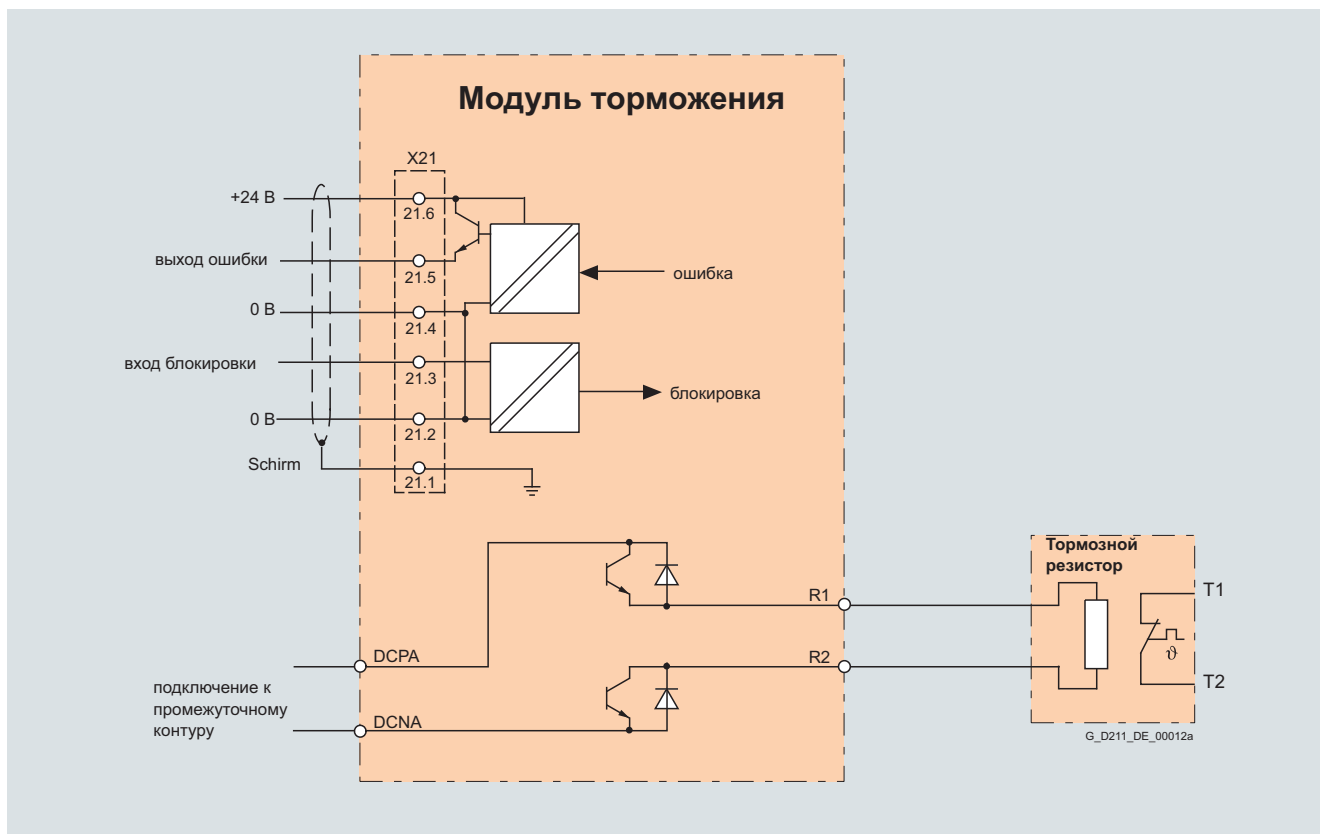 Модуль торможения
X21
+24 В
21.6
выход ошибки
21.5
ошибка
0 В
21.4
вход блокировки
21.3
блокировка
0 В
21.2
Schirm
21.1
Тормозной
резистор
R1
T1
DCPA
R2
ϑ
T2
подключение к
промежуточному
контуру
DCNA
G_D211_DE_00012a